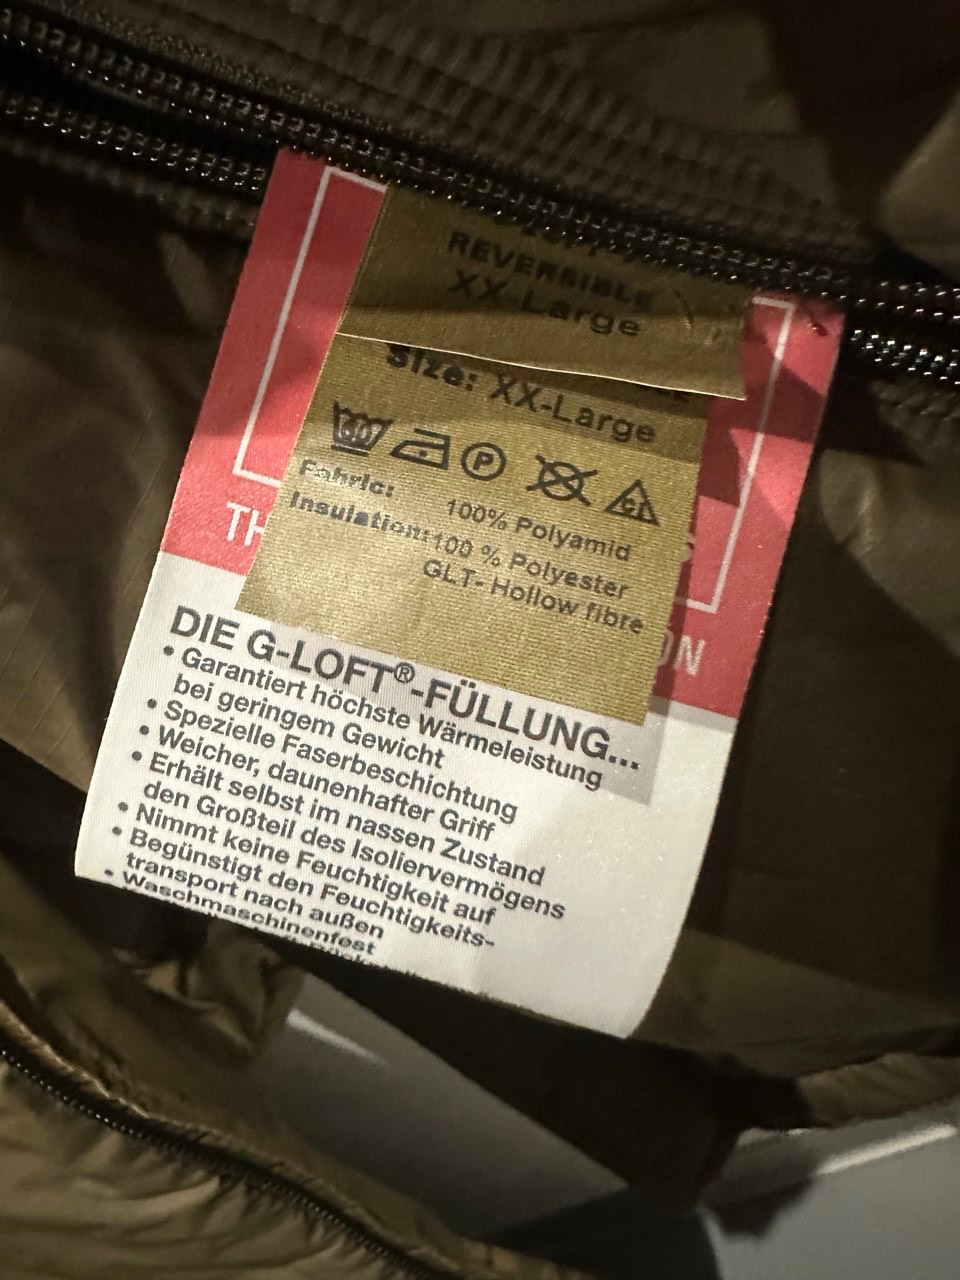 REVERSIBLE
XX-Large
Size: XX-Large
60 P Cl
Fabric: 100% Polyamid
Insulation: 100 % Polyester
GLT- Hollow fibre
TH
ON
DIE G-LOFT®-FÜLLUNG...
• Garantiert höchste Wärmeleistung
bei geringem Gewicht
• Spezielle Faserbeschichtung
• Weicher, daunenhafter Griff
• Erhält selbst im nassen Zustand
den Großteil des Isoliervermögens
• Nimmt keine Feuchtigkeit auf
• Begünstigt den Feuchtigkeits-
transport nach außen
• Waschmaschinenfest